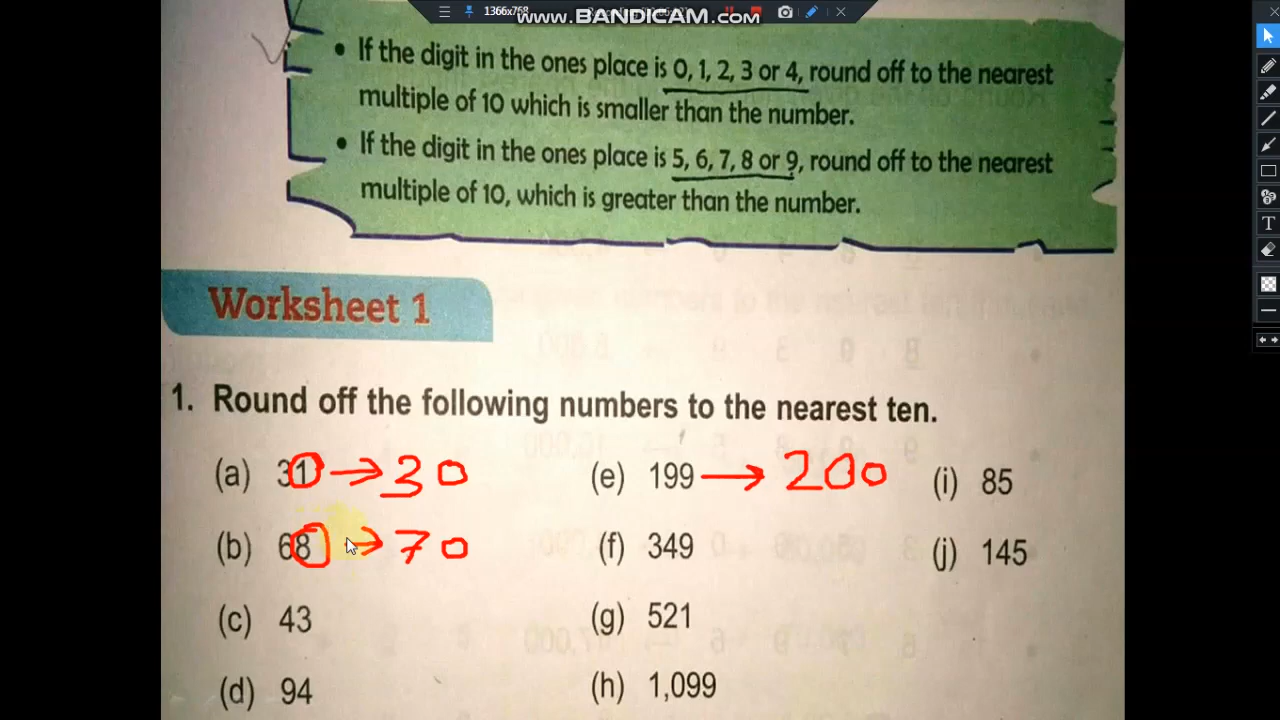 1366x768
www.BANDICAM.com
• If the digit in the ones place is 0, 1, 2, 3 or 4, round off to the nearest
multiple of 10 which is smaller than the number.
• If the digit in the ones place is 5, 6, 7, 8 or 9, round off to the nearest
multiple of 10, which is greater than the number.
Worksheet 1
1. Round off the following numbers to the nearest ten.
(a) 31 → 30 (e) 199 → 200 (i) 85
(b) 68 → 70 (f) 349 (j) 145
(c) 43 (g) 521
(d) 94 (h) 1,099